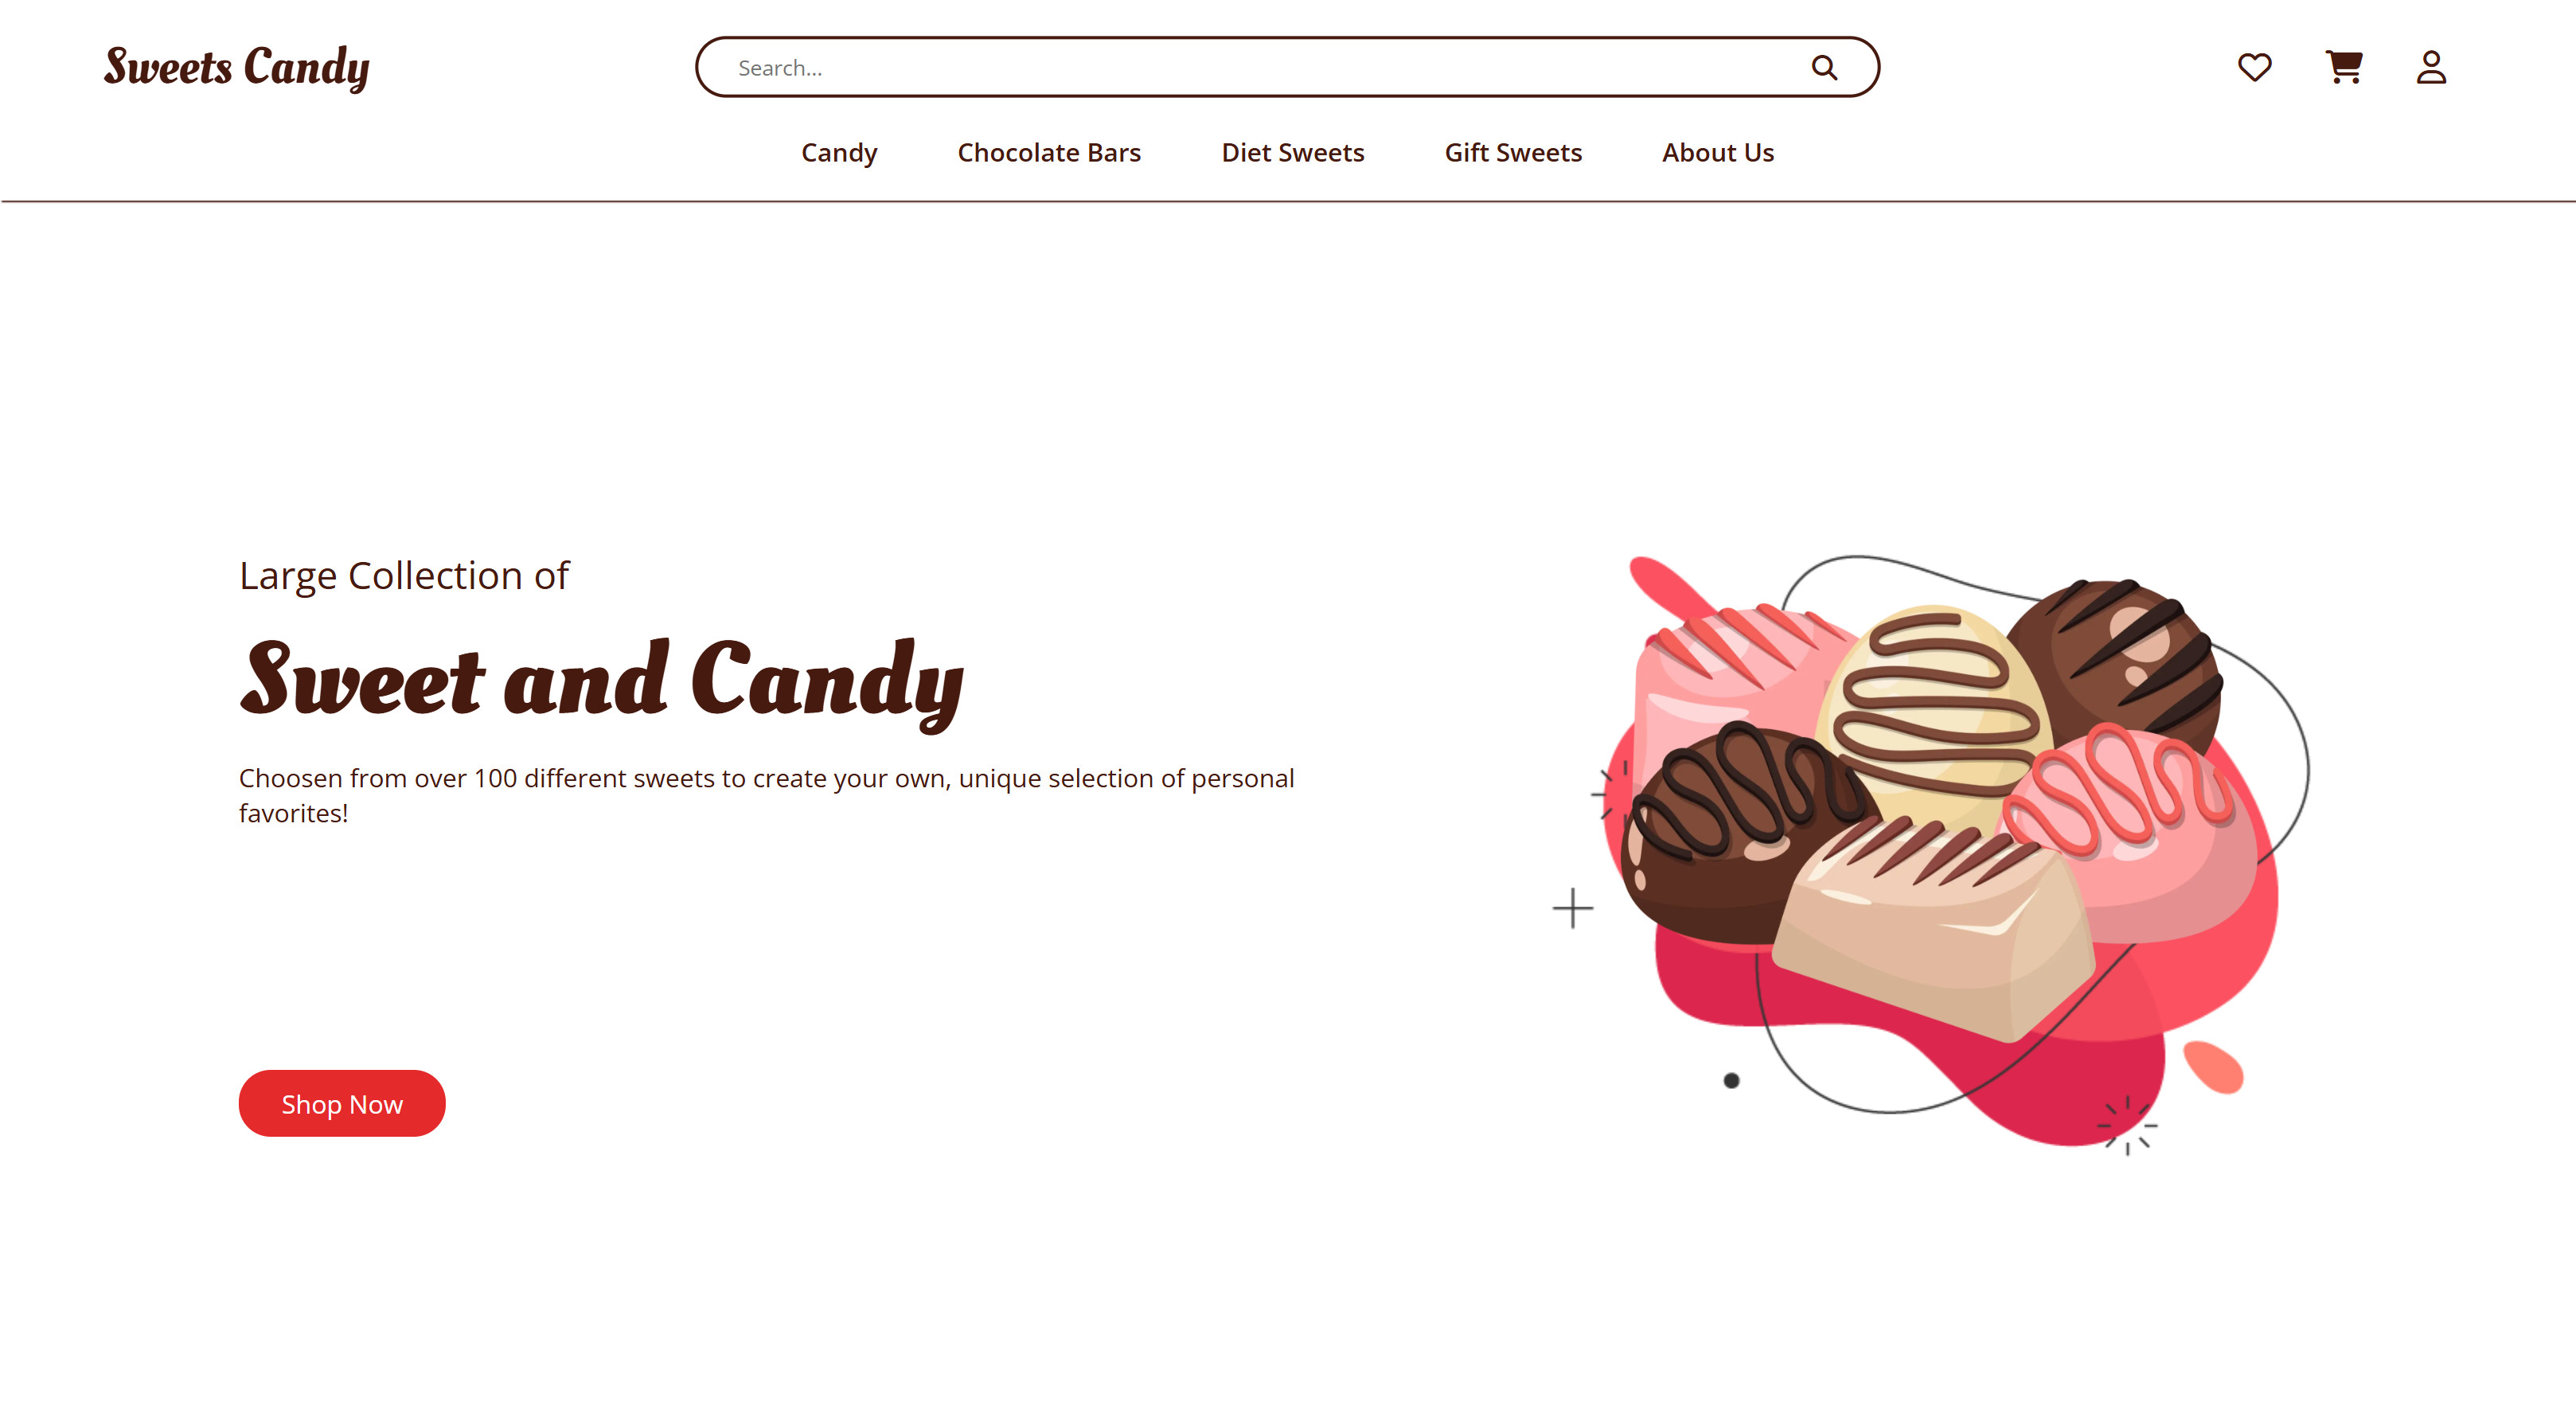 Sweets Candy
Search...
Candy Chocolate Bars Diet Sweets Gift Sweets About Us
Large Collection of
Sweet and Candy
Choosen from over 100 different sweets to create your own, unique selection of personal
favorites!
Shop Now